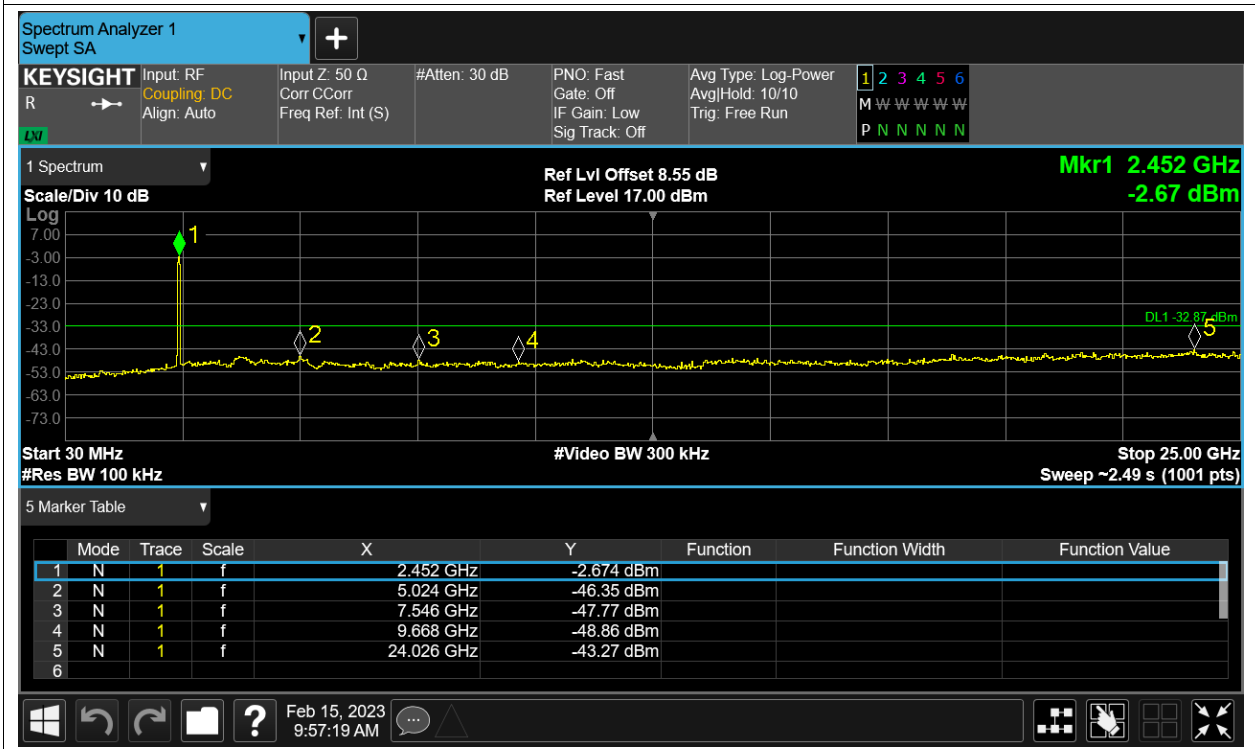 Spectrum Analyzer 1
Swept SA
+
KEYSIGHT
R
LXI
Input: RF
Coupling: DC
Align: Auto
Input Z: 50 Ω
Corr CCorr
Freq Ref: Int (S)
#Atten: 30 dB
PNO: Fast
Gate: Off
IF Gain: Low
Sig Track: Off
Avg Type: Log-Power
Avg|Hold: 10/10
Trig: Free Run
1 2 3 4 5 6
M W W W W W
P N N N N N
1 Spectrum
Scale/Div 10 dB
Ref Lvl Offset 8.55 dB
Ref Level 17.00 dBm
Mkr1 2.452 GHz
-2.67 dBm
Log
7.00
-3.00
-13.0
-23.0
-33.0
-43.0
-53.0
-63.0
-73.0
1
2
3
4
5
DL1 -32.87 dBm
Start 30 MHz
#Res BW 100 kHz
#Video BW 300 kHz
Stop 25.00 GHz
Sweep ~2.49 s (1001 pts)
5 Marker Table
Mode Trace Scale X Y Function Function Width Function Value
1 N 1 f 2.452 GHz -2.674 dBm
2 N 1 f 5.024 GHz -46.35 dBm
3 N 1 f 7.546 GHz -47.77 dBm
4 N 1 f 9.668 GHz -48.86 dBm
5 N 1 f 24.026 GHz -43.27 dBm
6
?
Feb 15, 2023
9:57:19 AM